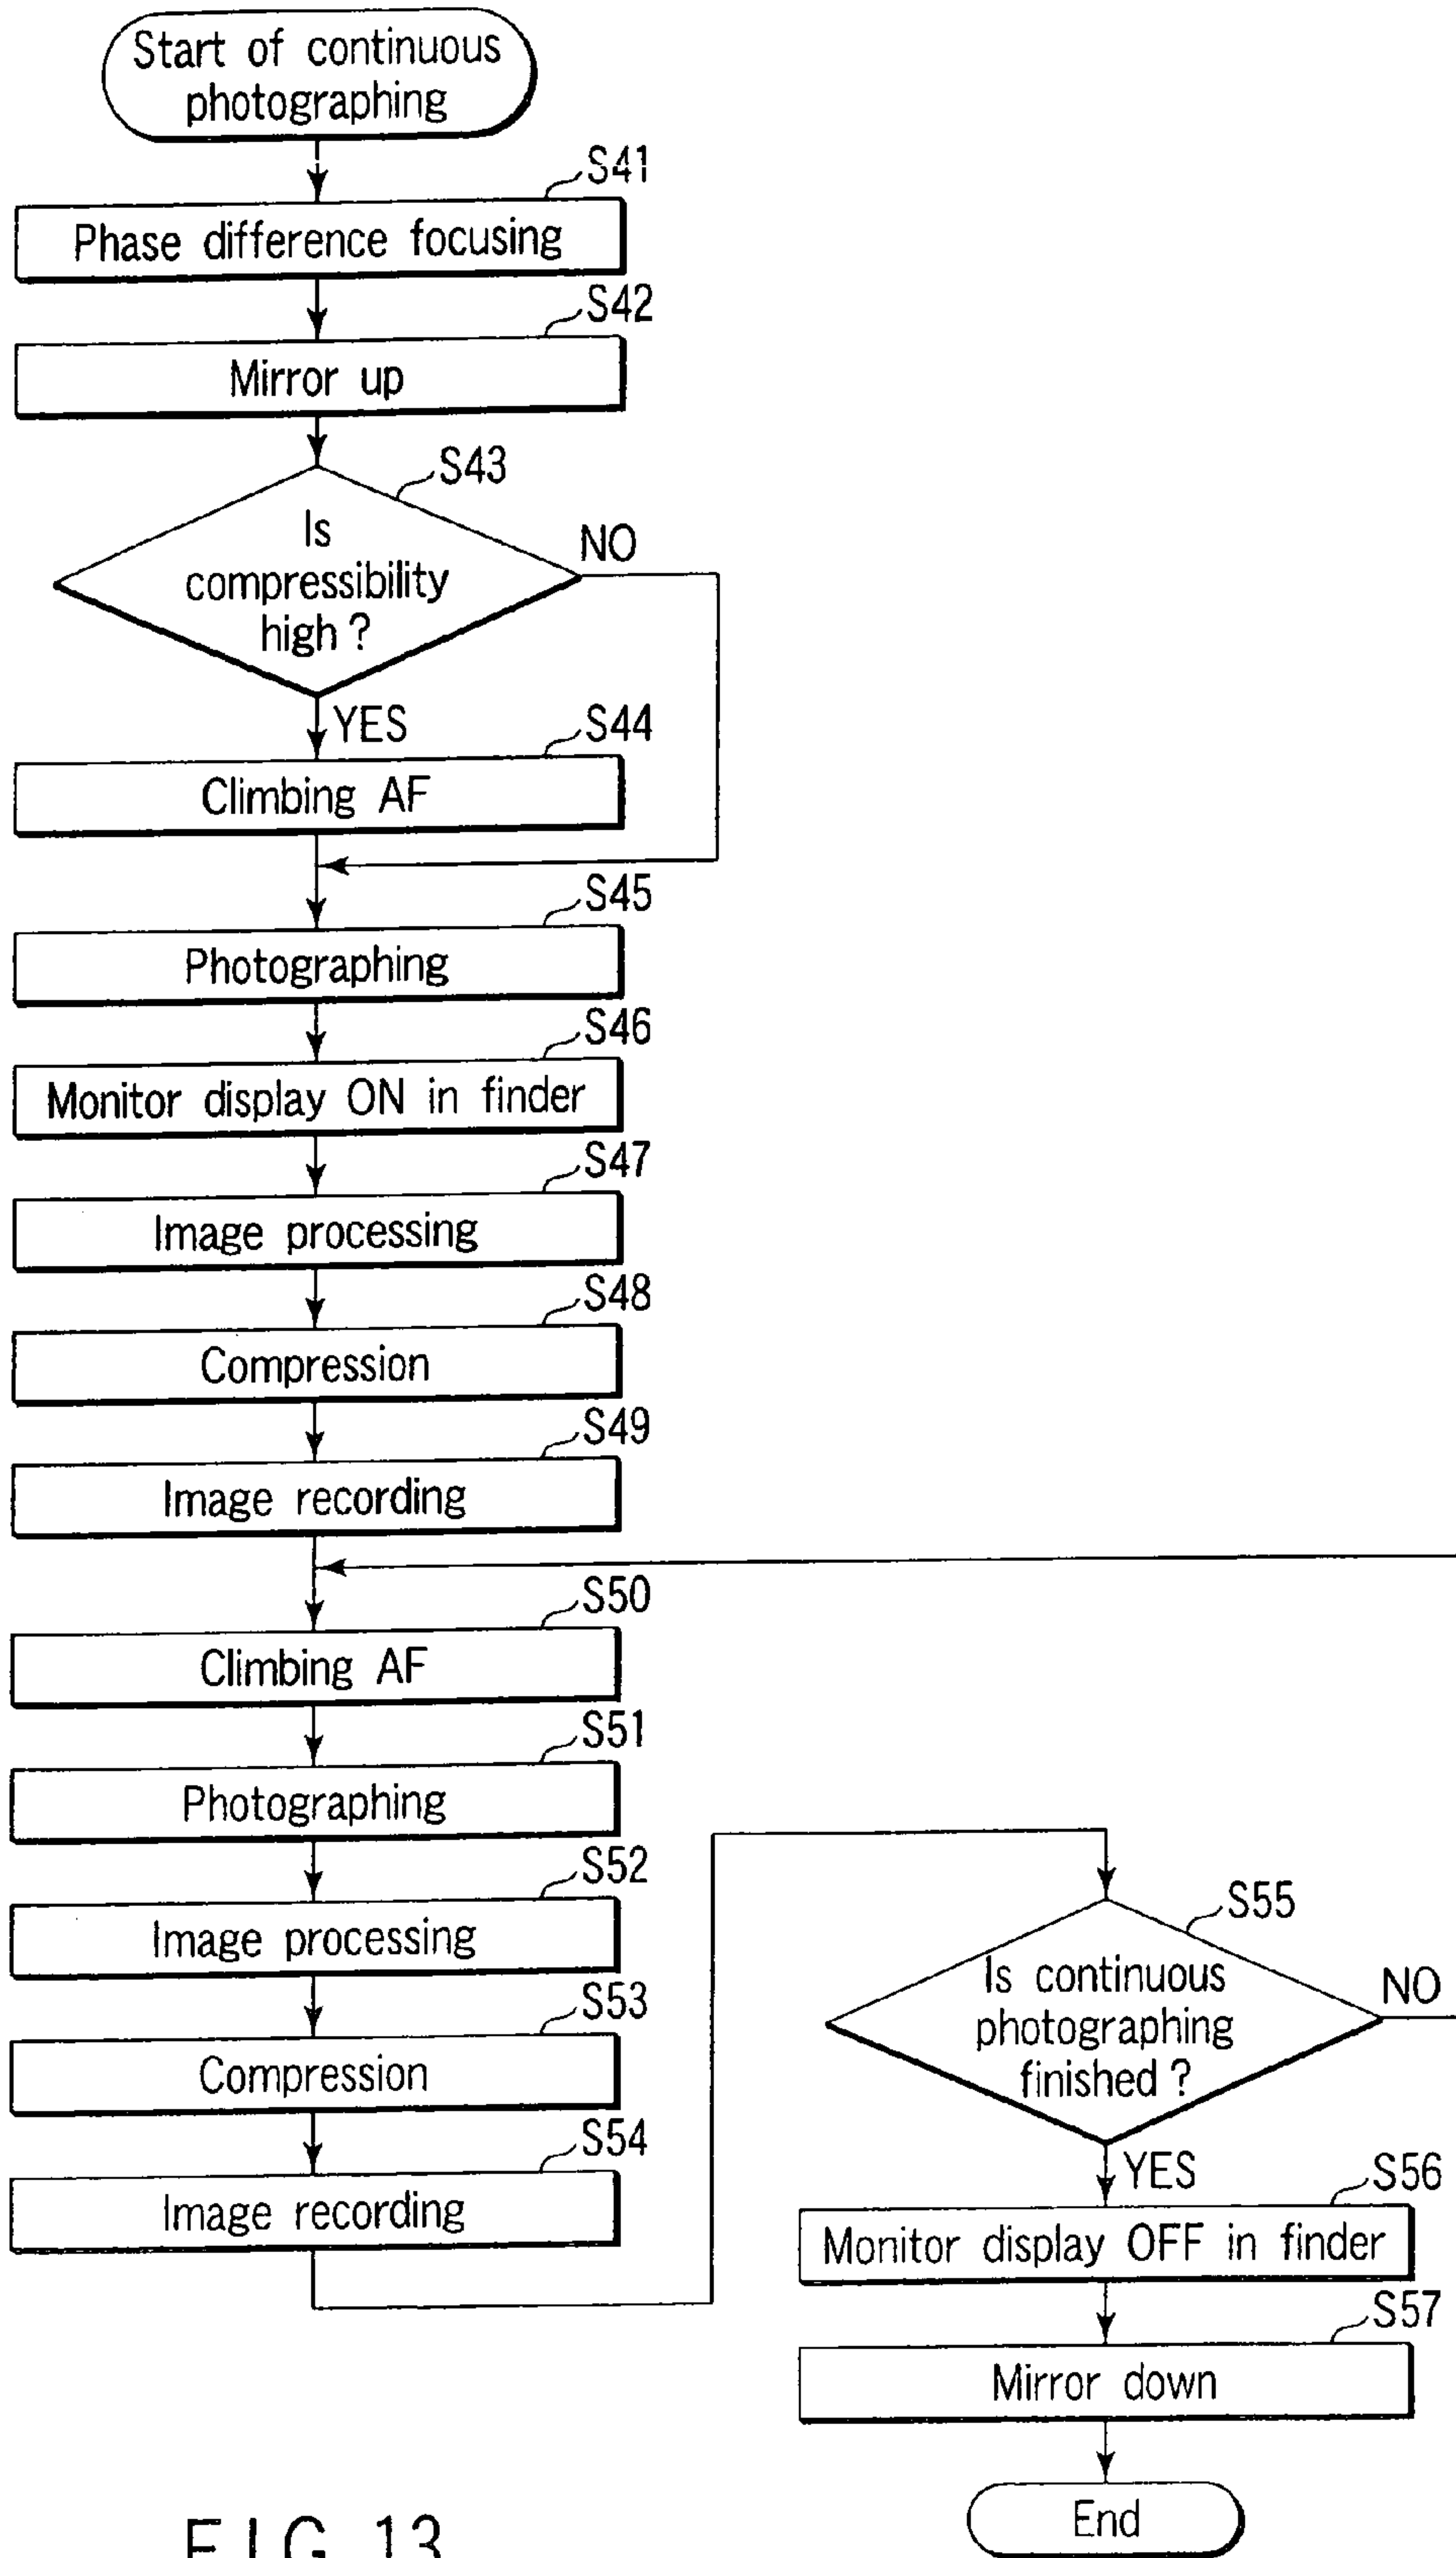 Start of continuous
photographing
S41
Phase difference focusing
S42
Mirror up
S43
Is
compressibility
high ?
NO
YES
S44
Climbing AF
S45
Photographing
S46
Monitor display ON in finder
S47
Image processing
S48
Compression
S49
Image recording
S50
Climbing AF
S51
Photographing
S52
Image processing
S53
Compression
S54
Image recording
S55
Is continuous
photographing
finished ?
NO
YES
S56
Monitor display OFF in finder
S57
Mirror down
End
FIG. 13